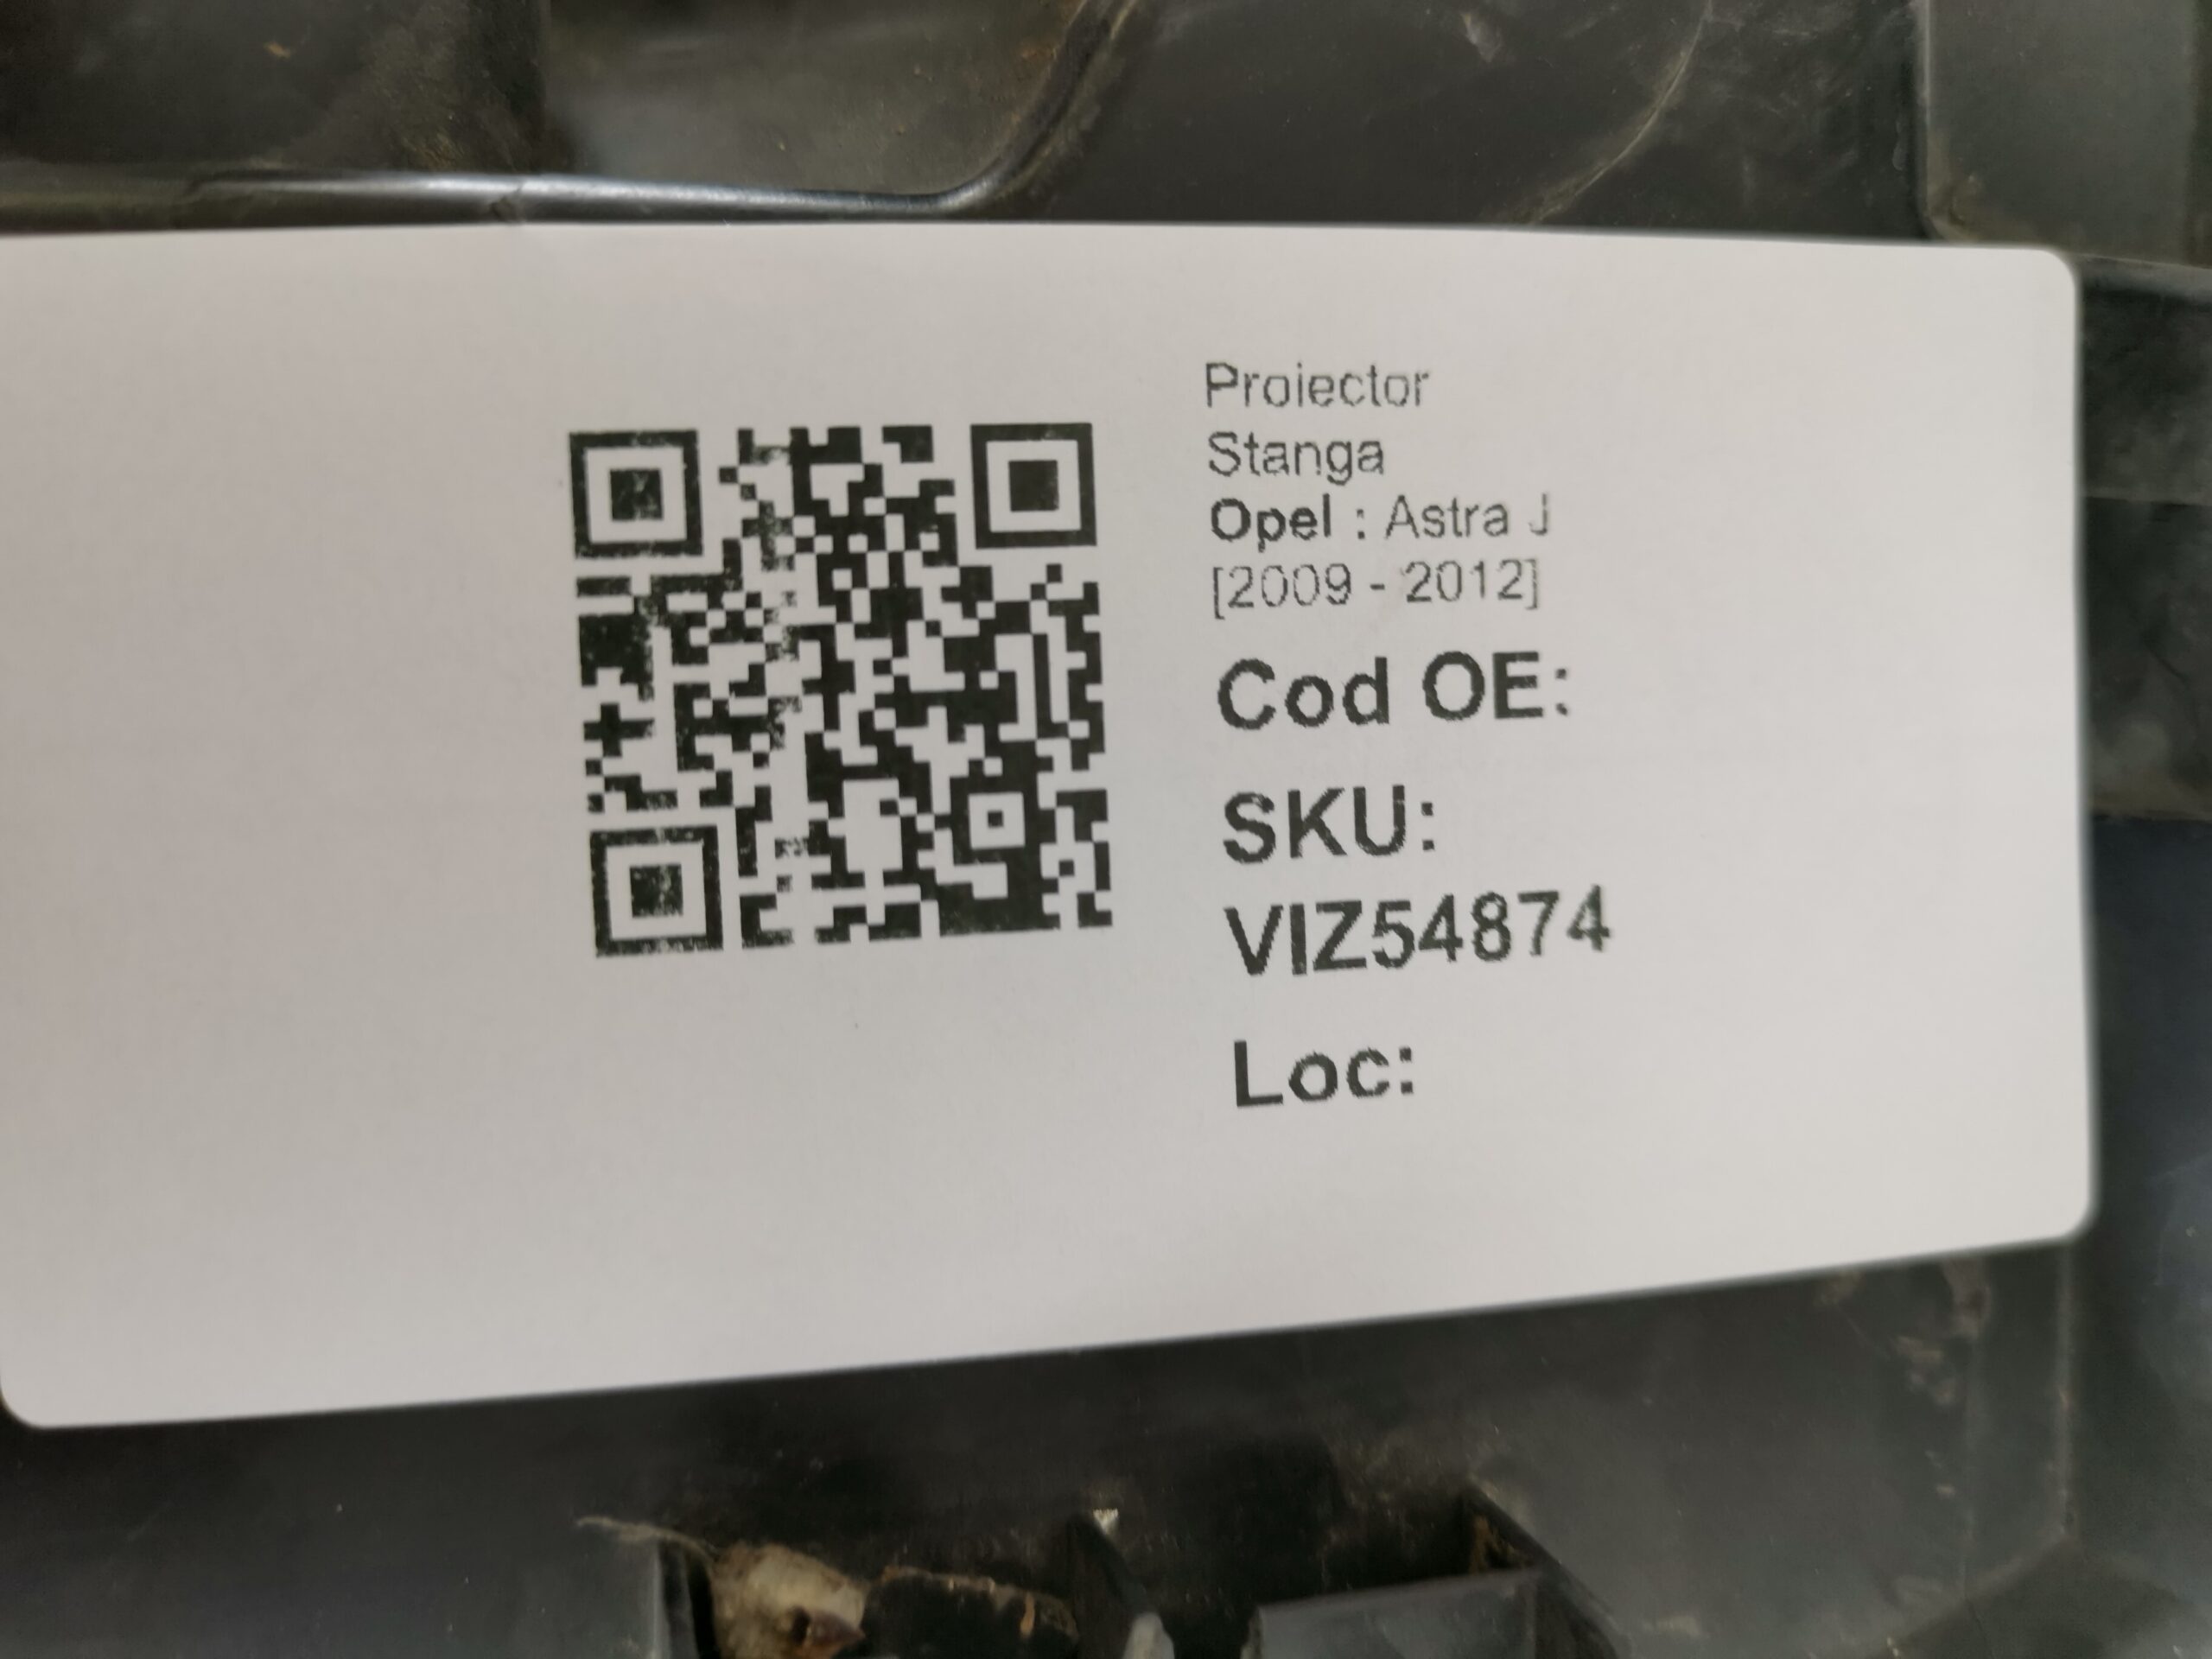 Proiector
Stanga
Opel : Astra J
[2009 - 2012]
Cod OE:
SKU:
VIZ54874
Loc: